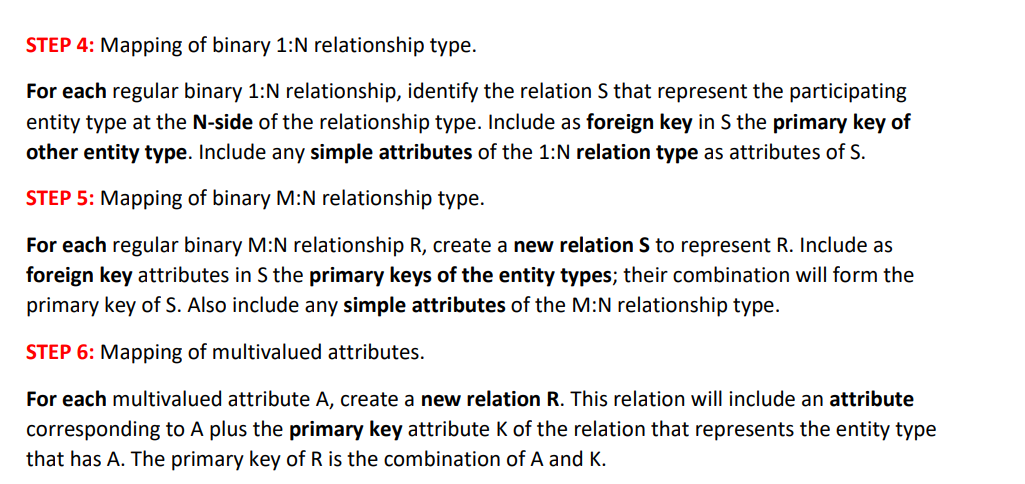 STEP 4: Mapping of binary 1:N relationship type.
For each regular binary 1:N relationship, identify the relation S that represent the participating
entity type at the N-side of the relationship type. Include as foreign key in S the primary key of
other entity type. Include any simple attributes of the 1:N relation type as attributes of S.
STEP 5: Mapping of binary M:N relationship type.
For each regular binary M:N relationship R, create a new relation S to represent R. Include as
foreign key attributes in S the primary keys of the entity types; their combination will form the
primary key of S. Also include any simple attributes of the M:N relationship type.
STEP 6: Mapping of multivalued attributes.
For each multivalued attribute A, create a new relation R. This relation will include an attribute
corresponding to A plus the primary key attribute K of the relation that represents the entity type
that has A. The primary key of R is the combination of A and K.